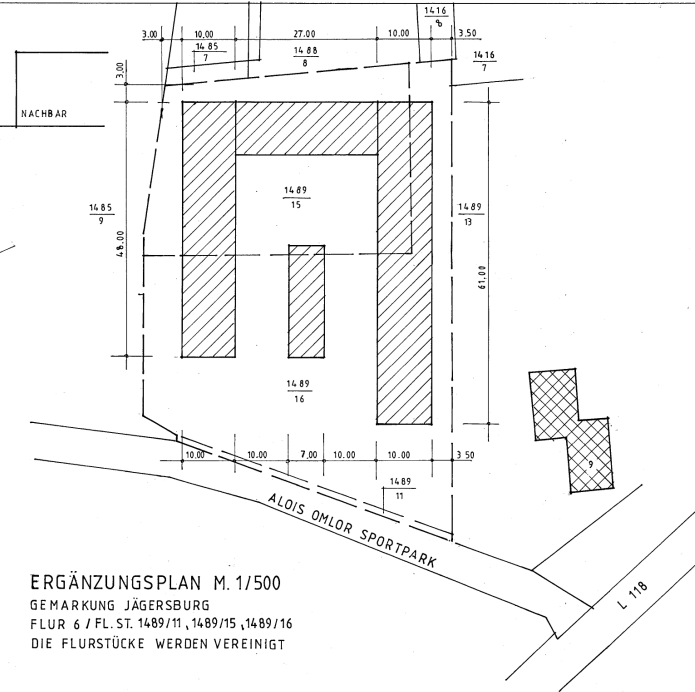 1416
8
3.00 10.00 27.00 10.00 3.50
1485
7
1488
8
1416
7
3.00
NACHBAR
1489
15
1485
9
1489
13
48.00
61.00
1489
16
9
10.00 10.00 7.00 10.00 10.00 3 50
1489
11
ALOIS OMLOR SPORTPARK
L 118
ERGÄNZUNGSPLAN M. 1/500
GEMARKUNG JÄGERSBURG
FLUR 6 / FL. ST. 1489/11, 1489/15, 1489/16
DIE FLURSTÜCKE WERDEN VEREINIGT